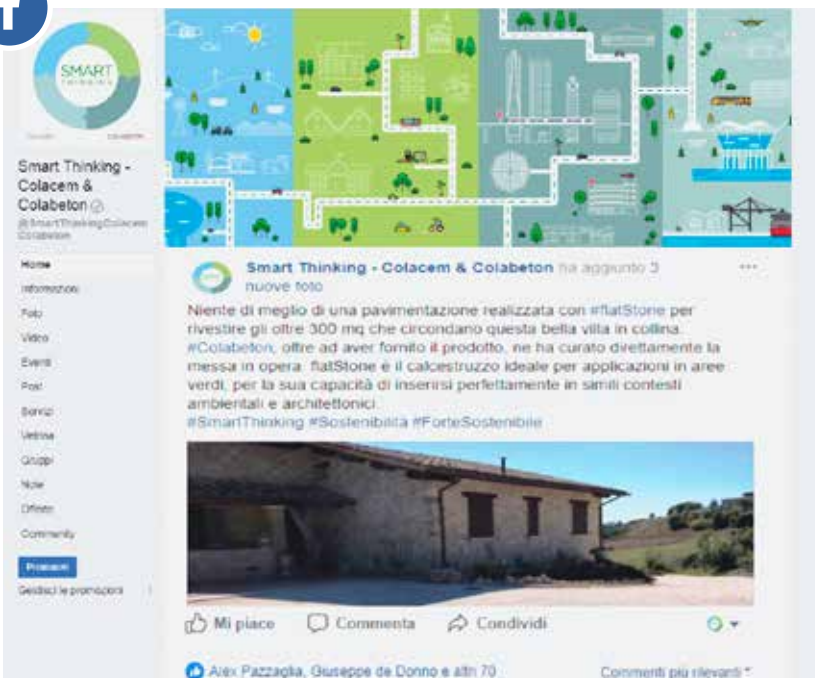 SMART
THINKING
Smart Thinking -
Colacem &
Colabeton
@SmartThinkingColacem
Colabeton
Home
Informazioni
Foto
Video
Eventi
Post
Servizi
Vetrina
Gruppi
Note
Offerte
Community
Promuovi
Gestisci le promozioni
Smart Thinking - Colacem & Colabeton ha aggiunto 3
nuove foto
Niente di meglio di una pavimentazione realizzata con #flatStone per
rivestire gli oltre 300 mq che circondano questa bella villa in collina.
#Colabeton, oltre ad aver fornito il prodotto, ne ha curato direttamente la
messa in opera. flatStone è il calcestruzzo ideale per applicazioni in aree
verdi, per la sua capacità di inserirsi perfettamente in simili contesti
ambientali e architettonici.
#SmartThinking #Sostenibilità #ForteSostenibile
Mi piace Commenta Condividi
Alex Pazzaglia, Giuseppe de Donno e altri 70 Commenti più rilevanti